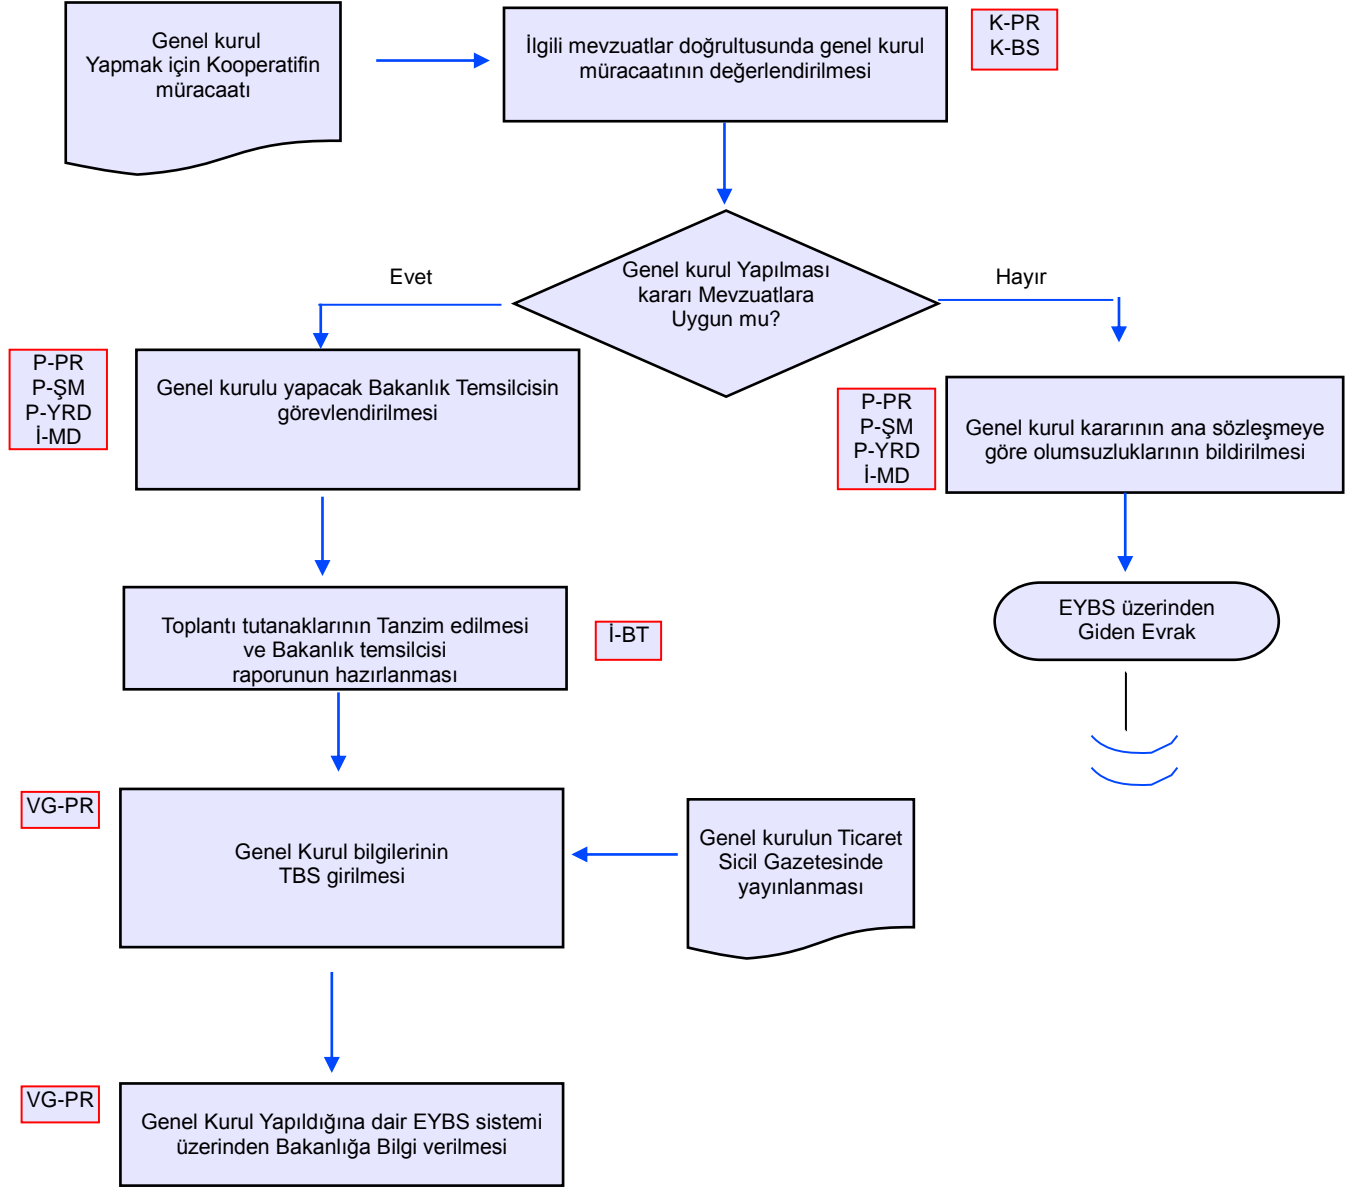 Genel kurul
Yapmak için Kooperatifin
müracaatı
İlgili mevzuatlar doğrultusunda genel kurul
müracaatının değerlendirilmesi
K-PR
K-BS
Genel kurul Yapılması
kararı Mevzuatlara
Uygun mu?
Evet
Hayır
P-PR
P-ŞM
P-YRD
İ-MD
Genel kurulu yapacak Bakanlık Temsilcisin
görevlendirilmesi
P-PR
P-ŞM
P-YRD
İ-MD
Genel kurul kararının ana sözleşmeye
göre olumsuzluklarının bildirilmesi
Toplantı tutanaklarının Tanzim edilmesi
ve Bakanlık temsilcisi
raporunun hazırlanması
İ-BT
EYBS üzerinden
Giden Evrak
VG-PR
Genel Kurul bilgilerinin
TBS girilmesi
Genel kurulun Ticaret
Sicil Gazetesinde
yayınlanması
VG-PR
Genel Kurul Yapıldığına dair EYBS sistemi
üzerinden Bakanlığa Bilgi verilmesi